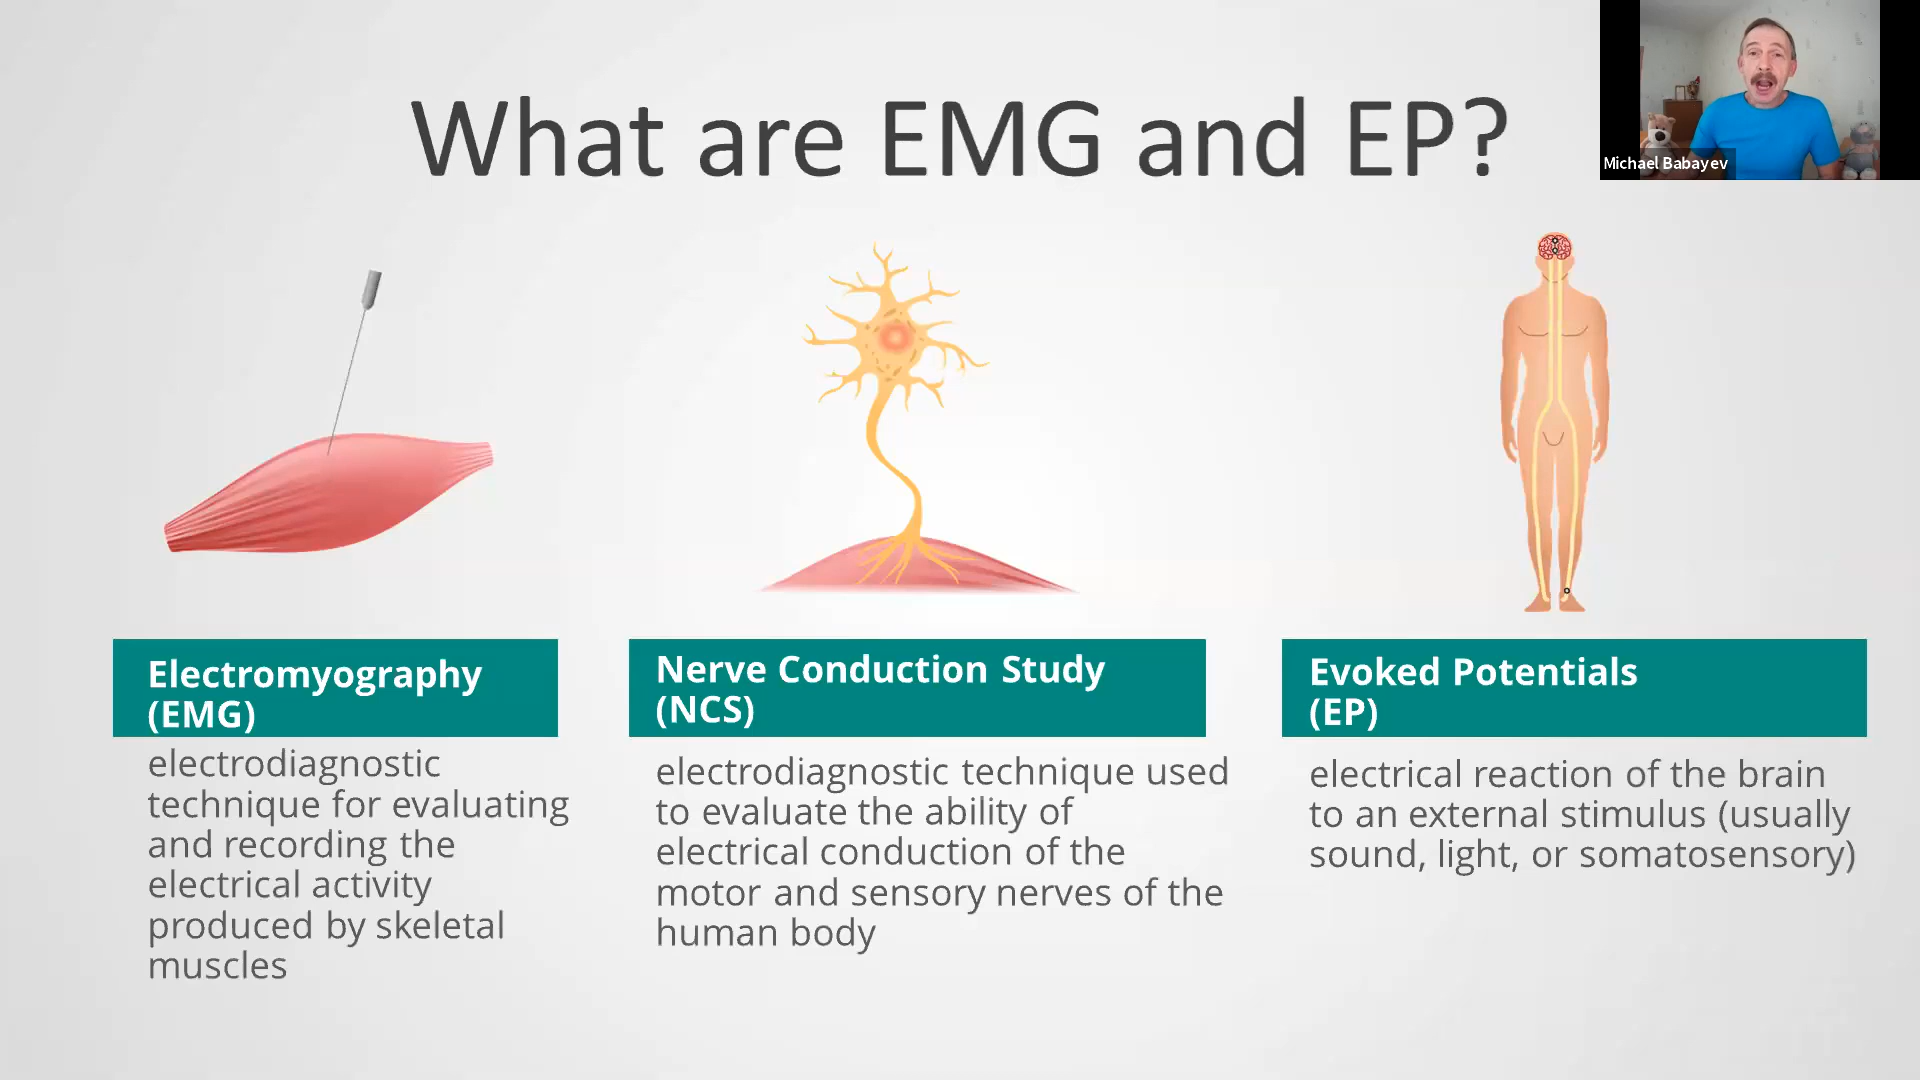 What are EMG and EP?
Michael Babayev
Electromyography
(EMG)
electrodiagnostic
technique for evaluating
and recording the
electrical activity
produced by skeletal
muscles
Nerve Conduction Study
(NCS)
electrodiagnostic technique used
to evaluate the ability of
electrical conduction of the
motor and sensory nerves of the
human body
Evoked Potentials
(EP)
electrical reaction of the brain
to an external stimulus (usually
sound, light, or somatosensory)